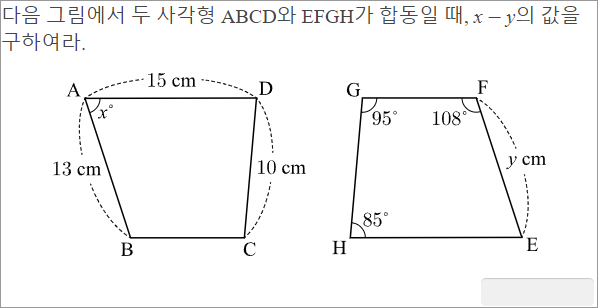 다음 그림에서 두 사각형 ABCD와 EFGH가 합동일 때, x − y의 값을
구하여라.
15 cm
A D G F
x° 95° 108°
13 cm 10 cm y cm
85°
B C H E